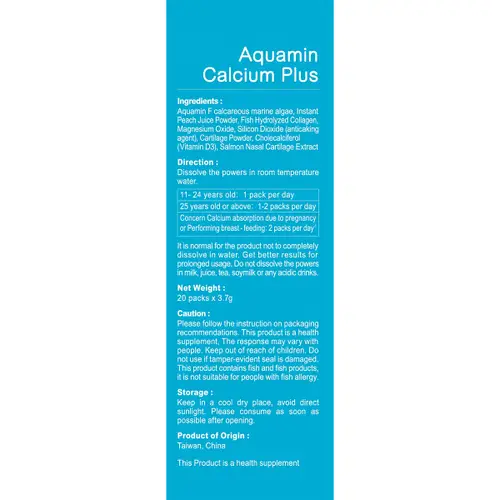 Aquamin
Calcium Plus
Ingredients :
Aquamin F calcareous marine algae, Instant
Peach Juice Powder, Fish Hydrolyzed Collagen,
Magnesium Oxide, Silicon Dioxide (anticaking
agent), Cartilage Powder, Cholecalciferol
(Vitamin D3), Salmon Nasal Cartilage Extract
Direction :
Dissolve the powers in room temperature
water.
11- 24 years old: 1 pack per day
25 years old or above: 1-2 packs per day
Concern Calcium absorption due to pregnancy
or Performing breast - feeding: 2 packs per day
It is normal for the product not to completely
dissolve in water. Get better results for
prolonged usage. Do not dissolve the powers
in milk, juice, tea, soymilk or any acidic drinks.
Net Weight :
20 packs x 3.7g
Caution :
Please follow the instruction on packaging
recommendations. This product is a health
supplement, The response may vary with
people. Keep out of reach of children. Do
not use if tamper-evident seal is damaged.
This product contains fish and fish products,
it is not suitable for people with fish allergy.
Storage :
Keep in a cool dry place, avoid direct
sunlight. Please consume as soon as
possible after opening.
Product of Origin :
Taiwan, China
This Product is a health supplement